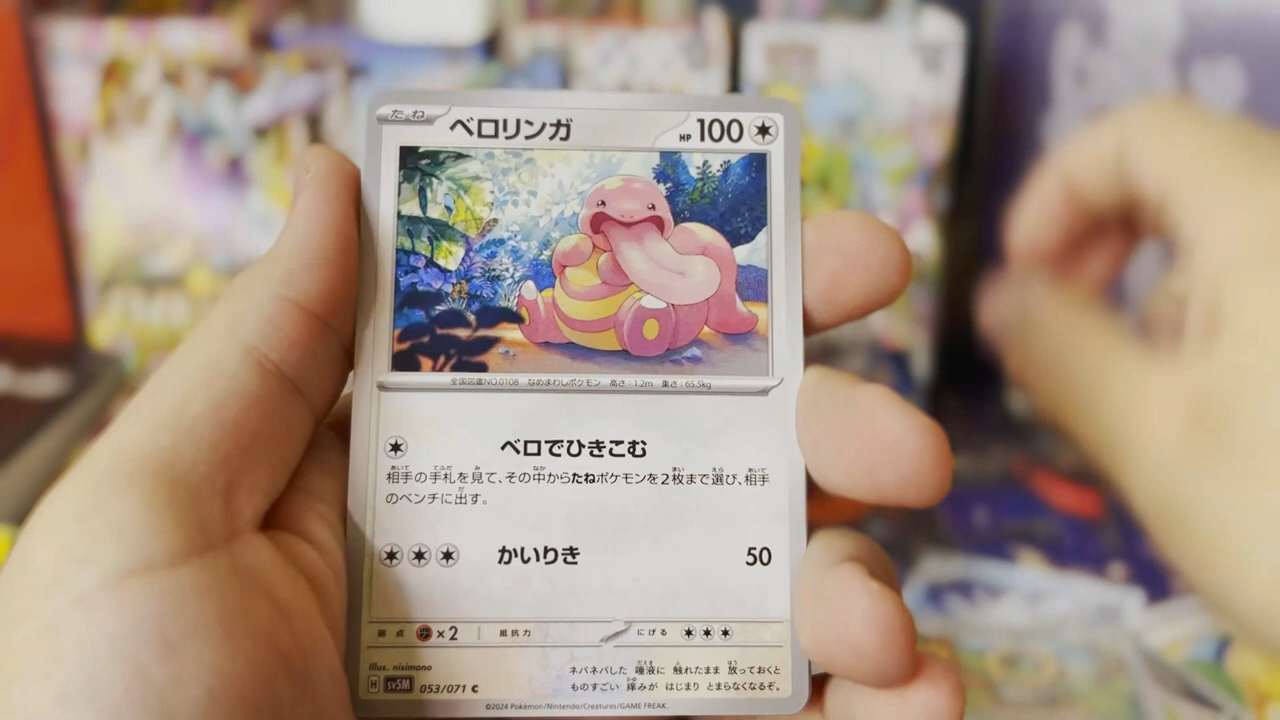 たね ベロリンガ HP 100
全国図鑑NO.0108 なめまわしポケモン 高さ:1.2m 重さ:65.5kg
ベロでひきこむ
相手の手札を見て、その中からたねポケモンを2枚まで選び、相手
のベンチに出す。
かいりき 50
弱点 ×2 抵抗力 にげる
Illus. nisimono
ネバネバした 唾液に 触れたまま 放っておくと
ものすごい 痒みが はじまり とまらなくなるぞ。
H SV5M 053/071 C
©2024 Pokémon/Nintendo/Creatures/GAME FREAK.